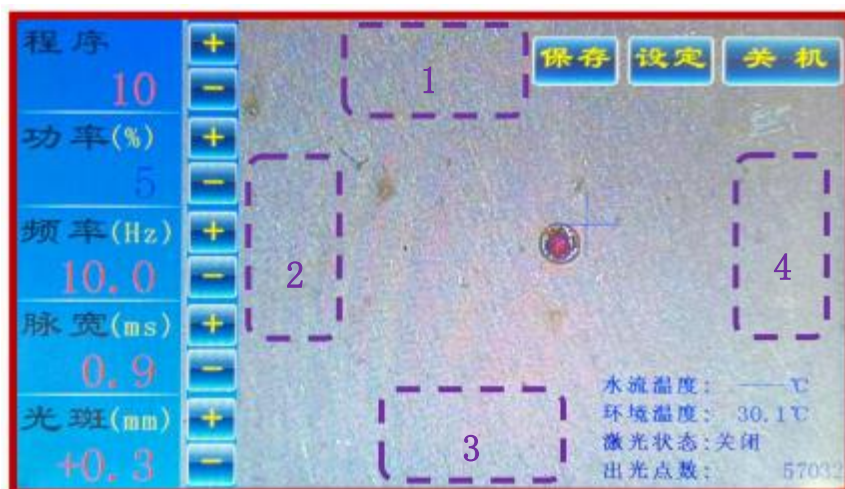 程序
10
功率(%)
5
频率(Hz)
10.0
脉宽(ms)
0.9
光斑(mm)
+0.3
+
−
+
−
+
−
+
−
+
−
1
2
3
4
保存 设定 关机
水流温度: ----℃
环境温度: 30.1℃
激光状态:关闭
出光点数: 57032